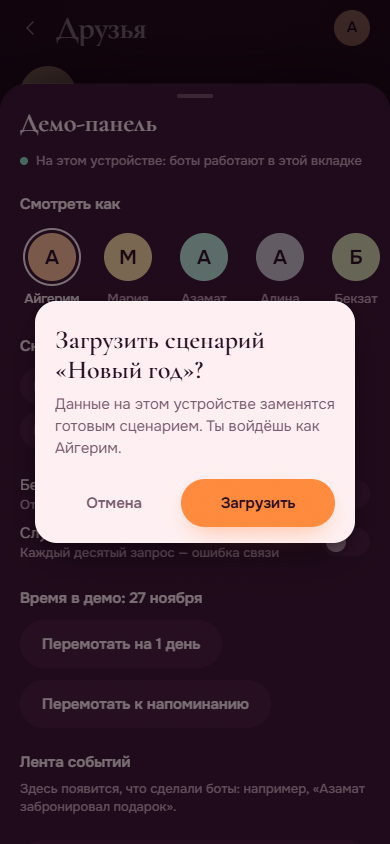 Друзья
А
Демо-панель
На этом устройстве: боты работают в этой вкладке
Смотреть как
А М А А Б
Айгерим Мария Азамат Алина Бекзат
Загрузить сценарий
«Новый год»?
Данные на этом устройстве заменятся
готовым сценарием. Ты войдёшь как
Айгерим.
Отмена Загрузить
Каждый десятый запрос — ошибка связи
Время в демо: 27 ноября
Перемотать на 1 день
Перемотать к напоминанию
Лента событий
Здесь появится, что сделали боты: например, «Азамат
забронировал подарок».